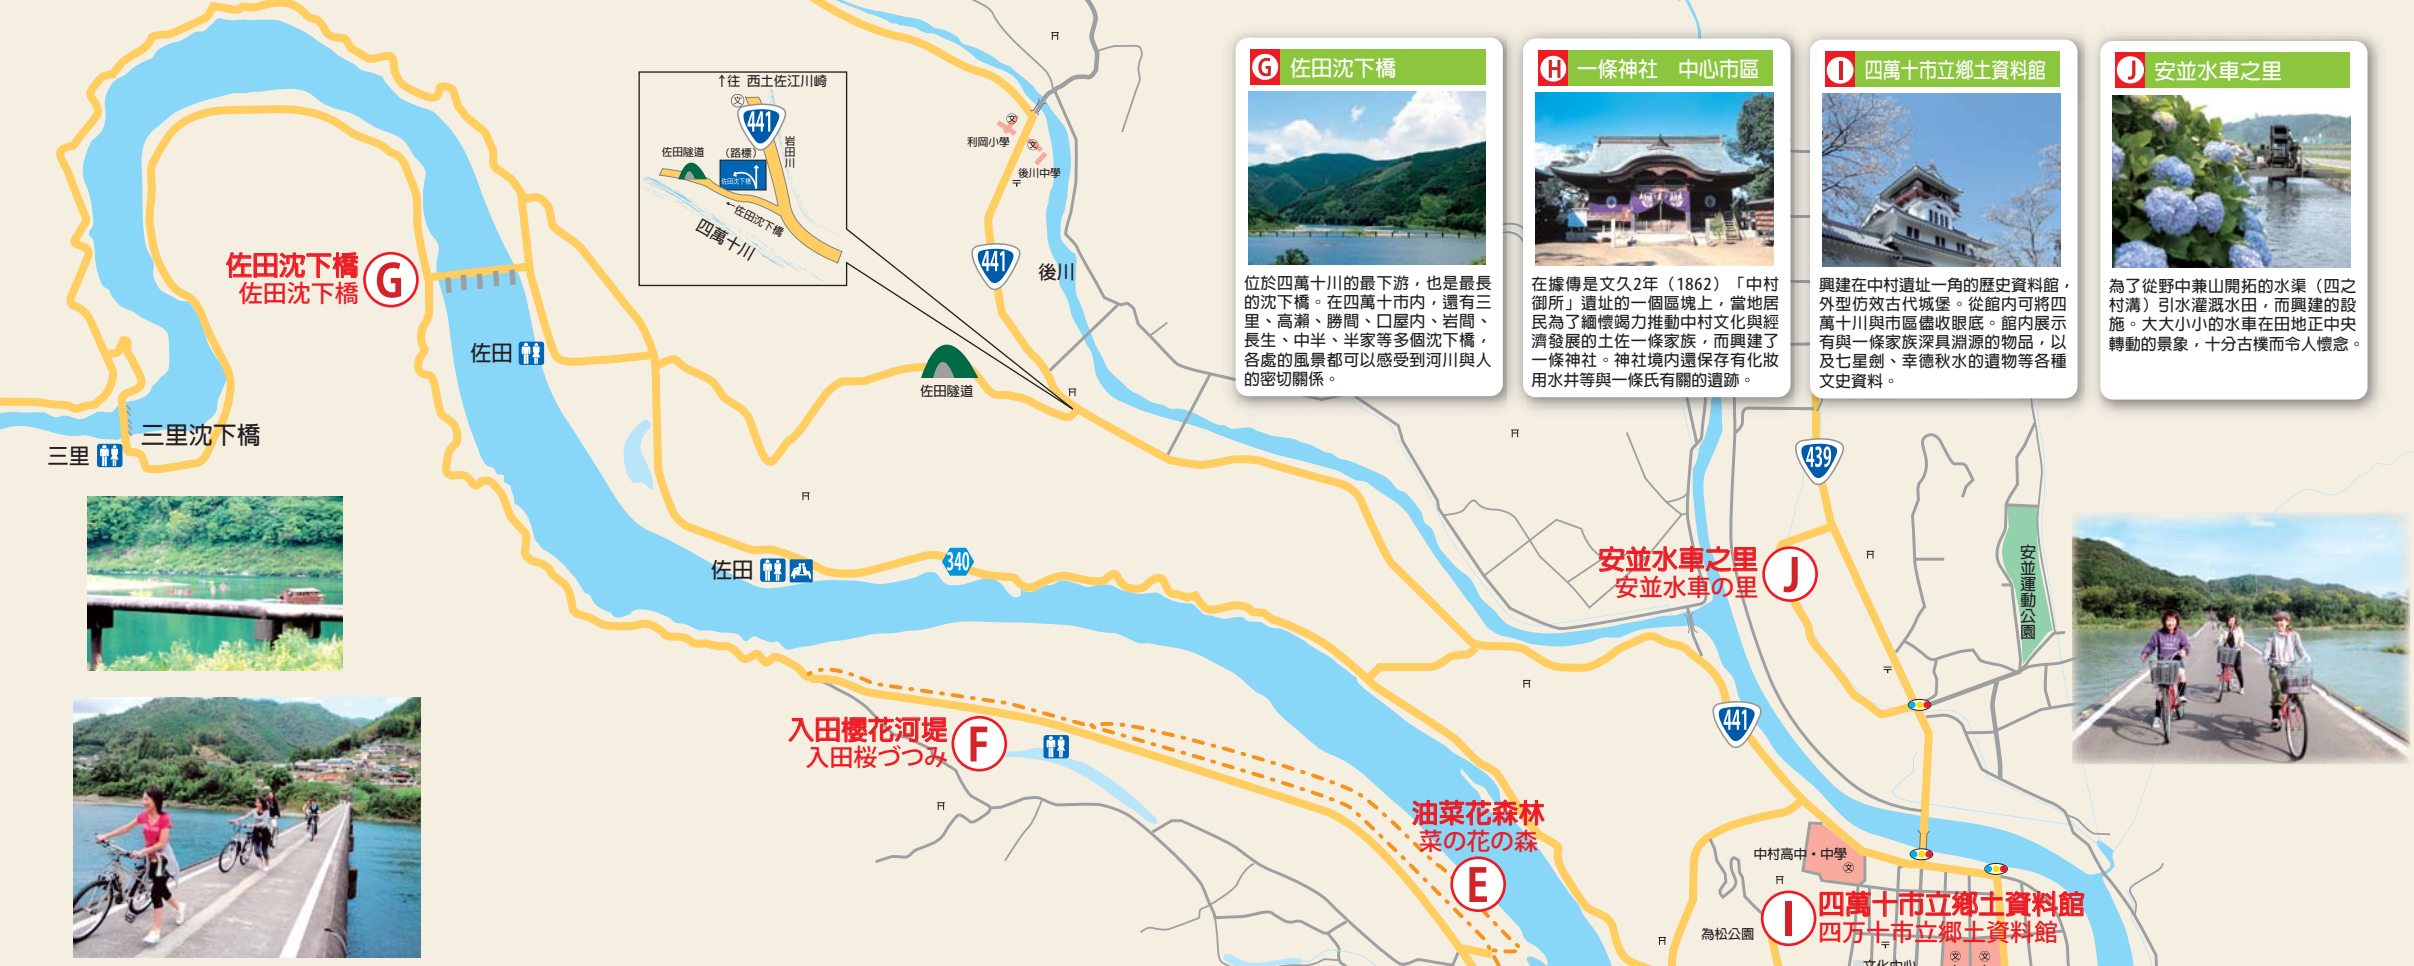 ↑往 西土佐江川崎
文
441
岩田川
佐田隧道
(路標)
佐田沈下橋
←佐田沈下橋
四萬十川
文
利岡小學
文
後川中學
441
後川
佐田沈下橋
佐田沈下橋
G
佐田
佐田隧道
三里沈下橋
三里
佐田
340
入田櫻花河堤
入田桜づつみ
F
油菜花森林
菜の花の森
E
G 佐田沈下橋
位於四萬十川的最下游，也是最長
的沈下橋。在四萬十市內，還有三
里、高瀨、勝間、口屋內、岩間、
長生、中半、半家等多個沈下橋，
各處的風景都可以感受到河川與人
的密切關係。
H 一條神社 中心市區
在據傳是文久2年（1862）「中村
御所」遺址的一個區塊上，當地居
民為了緬懷竭力推動中村文化與經
濟發展的土佐一條家族，而興建了
一條神社。神社境內還保存有化妝
用水井等與一條氏有關的遺跡。
I 四萬十市立鄉土資料館
興建在中村遺址一角的歷史資料館，
外型仿效古代城堡。從館內可將四
萬十川與市區儘收眼底。館內展示
有與一條家族深具淵源的物品，以
及七星劍、幸德秋水的遺物等各種
文史資料。
J 安並水車之里
為了從野中兼山開拓的水渠（四之
村溝）引水灌溉水田，而興建的設
施。大大小小的水車在田地正中央
轉動的景象，十分古樸而令人懷念。
439
安並水車之里
安並水車の里
J
安並運動公園
441
中村高中・中學
文
為松公園
I
四萬十市立鄉土資料館
四万十市立郷土資料館
文
文
文化中心